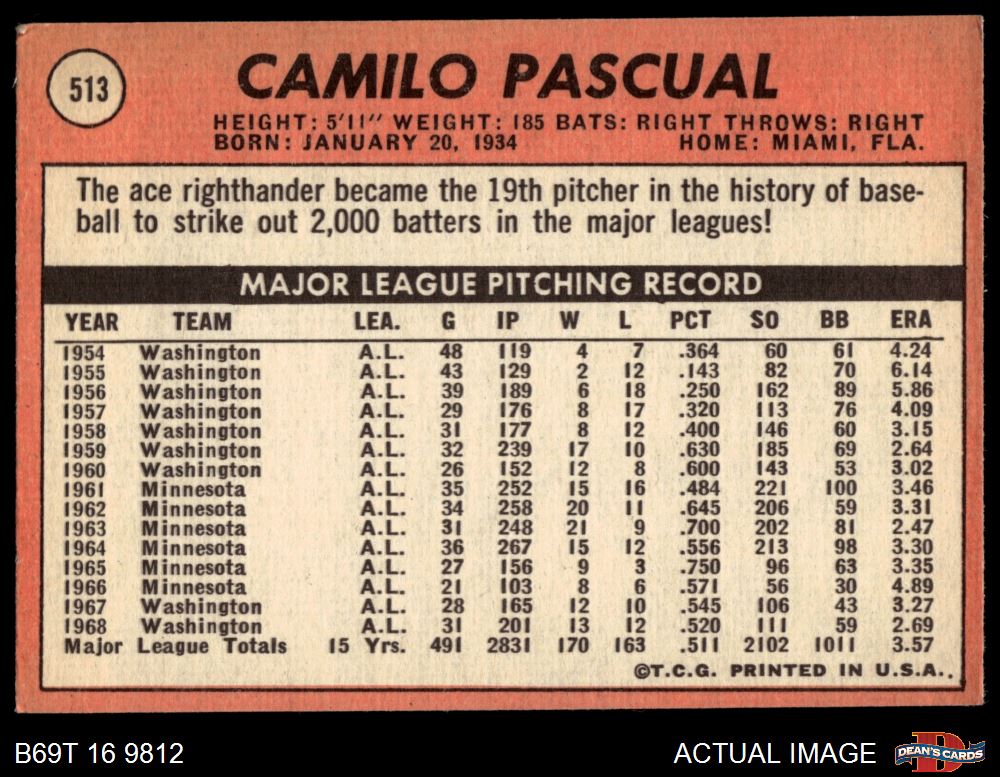 513
CAMILO PASCUAL
HEIGHT: 5'11" WEIGHT: 185 BATS: RIGHT THROWS: RIGHT
BORN: JANUARY 20, 1934 HOME: MIAMI, FLA.
The ace righthander became the 19th pitcher in the history of base-
ball to strike out 2,000 batters in the major leagues!
MAJOR LEAGUE PITCHING RECORD
YEAR TEAM LEA. G IP W L PCT SO BB ERA
1954 Washington A.L. 48 119 4 7 .364 60 61 4.24
1955 Washington A.L. 43 129 2 12 .143 82 70 6.14
1956 Washington A.L. 39 189 6 18 .250 162 89 5.86
1957 Washington A.L. 29 176 8 17 .320 113 76 4.09
1958 Washington A.L. 31 177 8 12 .400 146 60 3.15
1959 Washington A.L. 32 239 17 10 .630 185 69 2.64
1960 Washington A.L. 26 152 12 8 .600 143 53 3.02
1961 Minnesota A.L. 35 252 15 16 .484 221 100 3.46
1962 Minnesota A.L. 34 258 20 11 .645 206 59 3.31
1963 Minnesota A.L. 31 248 21 9 .700 202 81 2.47
1964 Minnesota A.L. 36 267 15 12 .556 213 98 3.30
1965 Minnesota A.L. 27 156 9 3 .750 96 63 3.35
1966 Minnesota A.L. 21 103 8 6 .571 56 30 4.89
1967 Washington A.L. 28 165 12 10 .545 106 43 3.27
1968 Washington A.L. 31 201 13 12 .520 111 59 2.69
Major League Totals 15 Yrs. 491 2831 170 163 .511 2102 1011 3.57
©T.C.G. PRINTED IN U.S.A.
B69T 16 9812 ACTUAL IMAGE DEAN'S CARDS